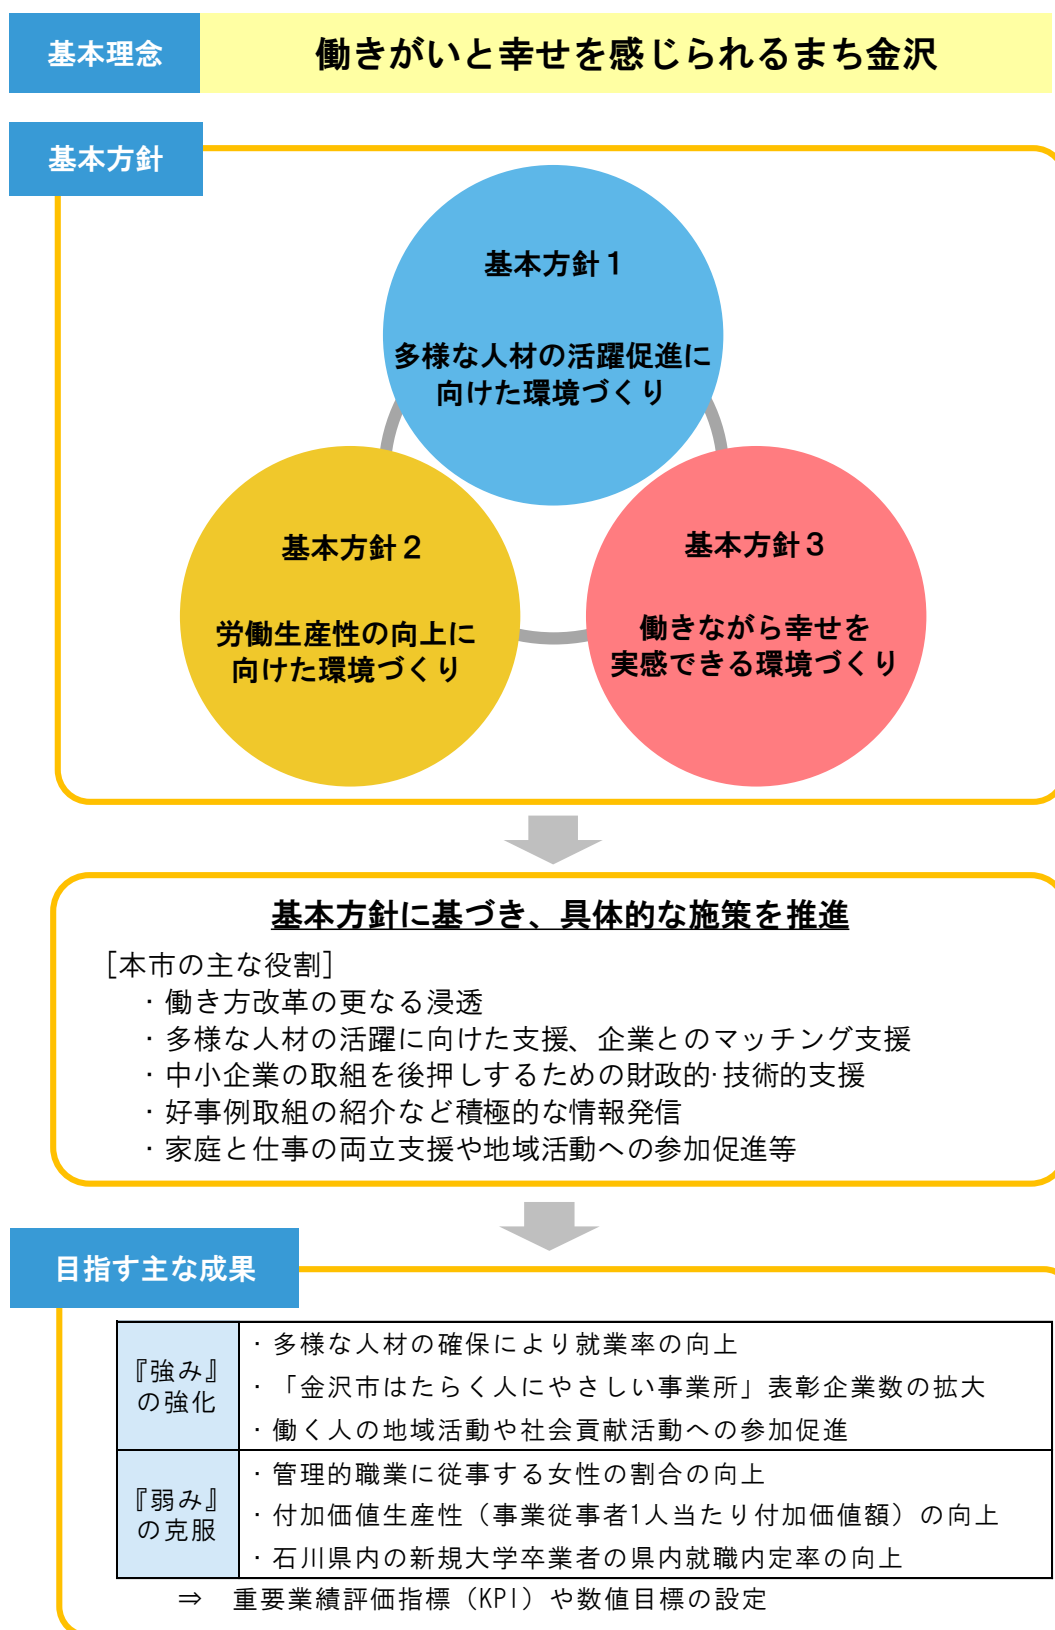 基本理念
働きがいと幸せを感じられるまち金沢
基本方針
基本方針１
多様な人材の活躍促進に
向けた環境づくり
基本方針２
労働生産性の向上に
向けた環境づくり
基本方針３
働きながら幸せを
実感できる環境づくり
基本方針に基づき、具体的な施策を推進
［本市の主な役割］
・働き方改革の更なる浸透
・多様な人材の活躍に向けた支援、企業とのマッチング支援
・中小企業の取組を後押しするための財政的・技術的支援
・好事例取組の紹介など積極的な情報発信
・家庭と仕事の両立支援や地域活動への参加促進等
目指す主な成果
『強み』
の強化
・多様な人材の確保により就業率の向上
・「金沢市はたらく人にやさしい事業所」表彰企業数の拡大
・働く人の地域活動や社会貢献活動への参加促進
『弱み』
の克服
・管理的職業に従事する女性の割合の向上
・付加価値生産性（事業従事者1人当たり付加価値額）の向上
・石川県内の新規大学卒業者の県内就職内定率の向上
⇒　重要業績評価指標（KPI）や数値目標の設定